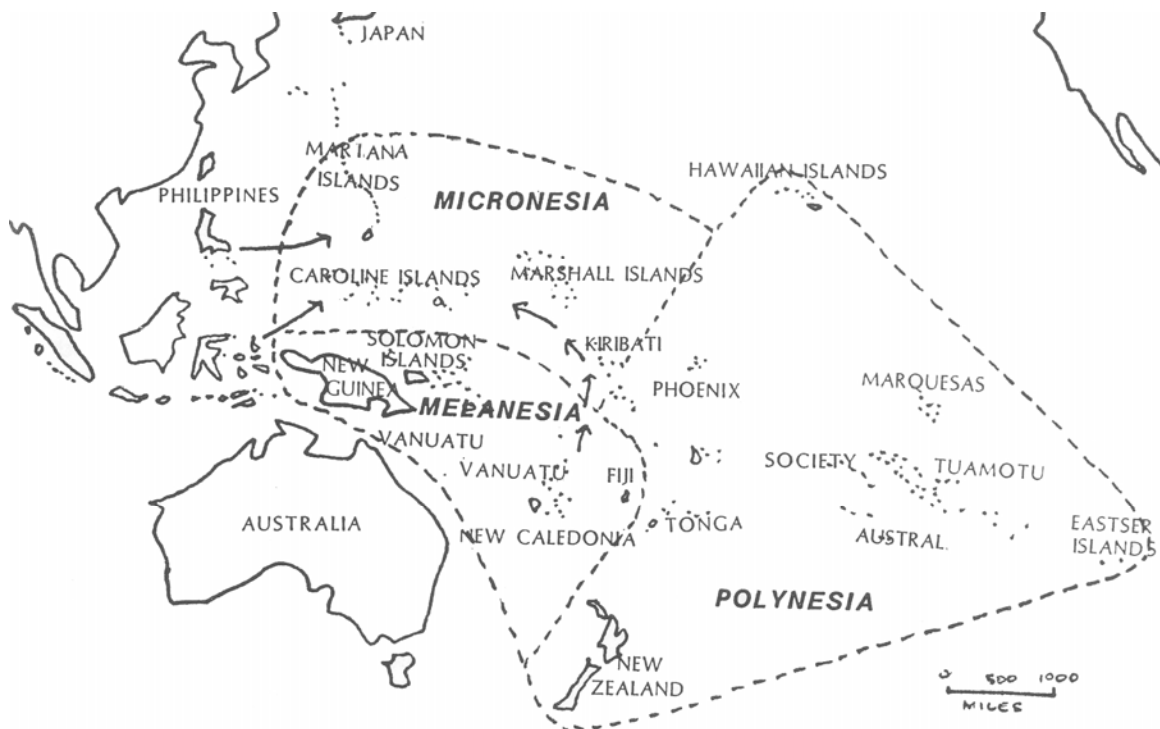 JAPAN
MARIANA
ISLANDS
PHILIPPINES
MICRONESIA
HAWAIIAN ISLANDS
CAROLINE ISLANDS
MARSHALL ISLANDS
SOLOMON
ISLANDS
KIRIBATI
NEW
GUINEA
PHOENIX
MARQUESAS
MELANESIA
VANUATU
VANUATU
FIJI
SOCIETY
TUAMOTU
AUSTRALIA
NEW CALEDONIA
TONGA
AUSTRAL.
EASTSER
ISLANDS
POLYNESIA
NEW
ZEALAND
0 500 1000
MILES